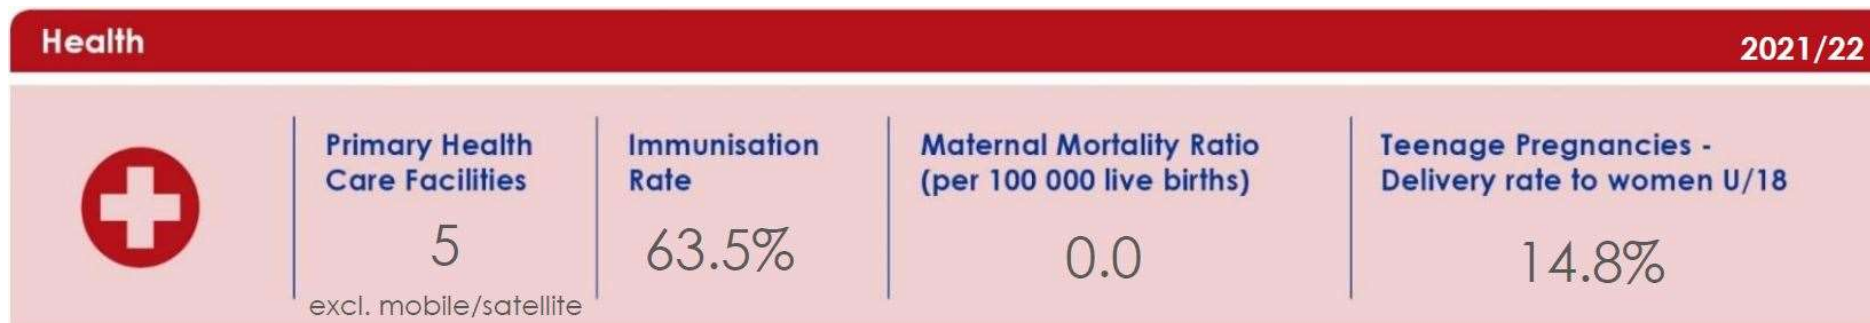 Health
2021/22
Primary Health
Care Facilities
5
excl. mobile/satellite
Immunisation
Rate
63.5%
Maternal Mortality Ratio
(per 100 000 live births)
0.0
Teenage Pregnancies -
Delivery rate to women U/18
14.8%